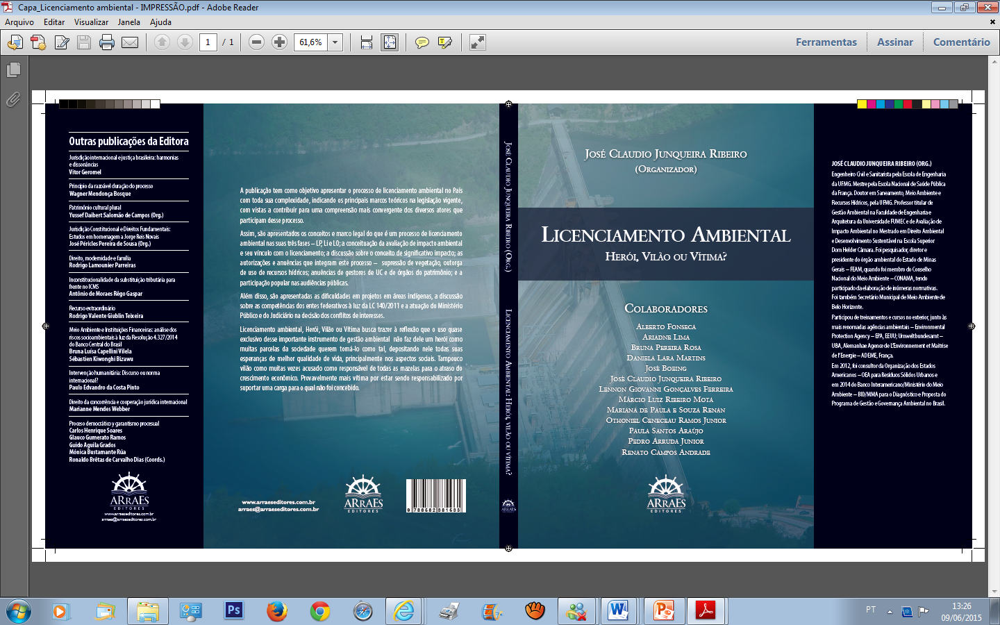 Capa_Licenciamento ambiental - IMPRESSÃO.pdf - Adobe Reader
Arquivo Editar Visualizar Janela Ajuda
1 / 1 61,6% Ferramentas Assinar Comentário
Outras publicações da Editora
Jurisdição internacional e justiça brasileira: harmonias
e dissonâncias
Vitor Geromel
Princípio da razoável duração do processo
Wagner Mendonça Bosque
Patrimônio cultural plural
Yussef Daibert Salomão de Campos (Org.)
Jurisdição Constitucional e Direitos Fundamentais:
Estudos em homenagem a Jorge Reis Novais
José Péricles Pereira de Sousa (Org.)
Direito, modernidade e família
Rodrigo Lamounier Parreiras
Inconstitucionalidade da substituição tributária para
frente no ICMS
Antônio de Moraes Rêgo Gaspar
Recurso extraordinário
Rodrigo Valente Giublin Teixeira
Meio Ambiente e Instituições Financeiras: análise dos
riscos socioambientais à luz da Resolução 4.327/2014
do Banco Central do Brasil
Bruna Luísa Capellini Vilela
Sébastien Kiwonghi Bizawu
Intervenção humanitária: Discuso ou norma
internacional?
Paulo Edvandro da Costa Pinto
Direito da concorrência e cooperação jurídica internacional
Marianne Mendes Webber
Proceso democrático y garantismo procesual
Carlos Henrique Soares
Glauco Gumerato Ramos
Guido Aguila Grados
Mónica Bustamante Rúa
Ronaldo Brêtas de Carvalho Dias (Coords.)
ARRAES
EDITORES
www.arraeseditores.com.br
arraes@arraeseditores.com.br
A publicação tem como objetivo apresentar o processo de licenciamento ambiental no País
com toda sua complexidade, indicando os principais marcos teóricos na legislação vigente,
com vistas a contribuir para uma compreensão mais convergente dos diversos atores que
participam desse processo.
Assim, são apresentados os conceitos e marco legal do que é um processo de licenciamento
ambiental nas suas três fases – LP, Li e LO; a conceituação da avaliação de impacto ambiental
e seu vínculo com o licenciamento; a discussão sobre o conceito de significativo impacto; as
autorizações e anuências que integram este processo – supressão de vegetação, outorga
de uso de recursos hídricos; anuências de gestores de UC e de órgãos do patrimônio; e a
participação popular nas audiências públicas.
Além disso, são apresentadas as dificuldades em projetos em áreas indígenas, a discussão
sobre as competências dos entes federativos à luz da LC 140/2011 e a atuação do Ministério
Público e do Judiciário na decisão dos conflitos de interesses.
Licenciamento ambiental, Herói, Vilão ou Vítima busca trazer à reflexão que o uso quase
exclusivo desse importante instrumento de gestão ambiental não faz dele um herói como
muitas parcelas da sociedade querem tomá-lo como tal, depositando nele todas suas
esperanças de melhor qualidade de vida, principalmente nos aspectos sociais. Tampouco
vilão como muitas vezes acusado como responsável de todas as mazelas para o atraso do
crescimento econômico. Provavelmente mais vítima por estar sendo responsabilizado por
suportar uma carga para o qual não foi concebido.
www.arraeseditores.com.br
arraes@arraeseditores.com.br
ARRAES
EDITORES
9 788582 381533
José Claudio Junqueira Ribeiro (Org.)
Licenciamento Ambiental: Herói, vilão ou vítima?
ARRAES
EDITORES
José Claudio Junqueira Ribeiro
(Organizador)
Licenciamento Ambiental
Herói, Vilão ou Vítima?
Colaboradores
Alberto Fonseca
Ariadne Lima
Bruna Pereira Rosa
Daniela Lara Martins
José Boeing
José Claudio Junqueira Ribeiro
Lennon Giovanni Gonçalves Ferreira
Márcio Luiz Ribeiro Mota
Mariana de Paula e Souza Renan
Othoniel Ceneceau Ramos Junior
Paula Santos Araújo
Pedro Arruda Junior
Renato Campos Andrade
ARRAES
EDITORES
JOSÉ CLAUDIO JUNQUEIRA RIBEIRO (ORG.)
Engenheiro Civil e Sanitarista pela Escola de Engenharia
da UFMG. Mestre pela Escola Nacional de Saúde Pública
da Fiocruz. Doutor em Saneamento, Meio Ambiente e
Recursos Hídricos, pela UFMG. Professor titular de
Gestão Ambiental na Faculdade de Engenharia e
Arquitetura da Universidade FUMEC e de Avaliação de
Impacto Ambiental no Mestrado em Direito Ambiental
e Desenvolvimento Sustentável na Escola Superior
Dom Helder Câmara. Foi pesquisador, diretor e
presidente do órgão ambiental do Estado de Minas
Gerais – FEAM, quando foi membro do Conselho
Nacional do Meio Ambiente – CONAMA, tendo
participado da elaboração de inúmeras normativas.
Foi também Secretário Municipal de Meio Ambiente de
Belo Horizonte.
Participou de treinamentos e cursos no exterior, junto às
mais renomadas agências ambientais – Environmental
Protection Agency – EPA, EEUU; Umweltbundesamt –
UBA, Alemanha e Agence de L'Environnement et Maitrise
de l'Energie – ADEME, França.
Em 2012, foi consultor da Organização dos Estados
Americanos – OEA para Resíduos Sólidos Urbanos e
em 2014 do Banco Interamericano/Ministério do Meio
Ambiente – BID/MMA para o Diagnóstico e Proposta do
Programa de Gestão e Governança Ambiental no Brasil.
Ps
PT
13:26
09/06/2015